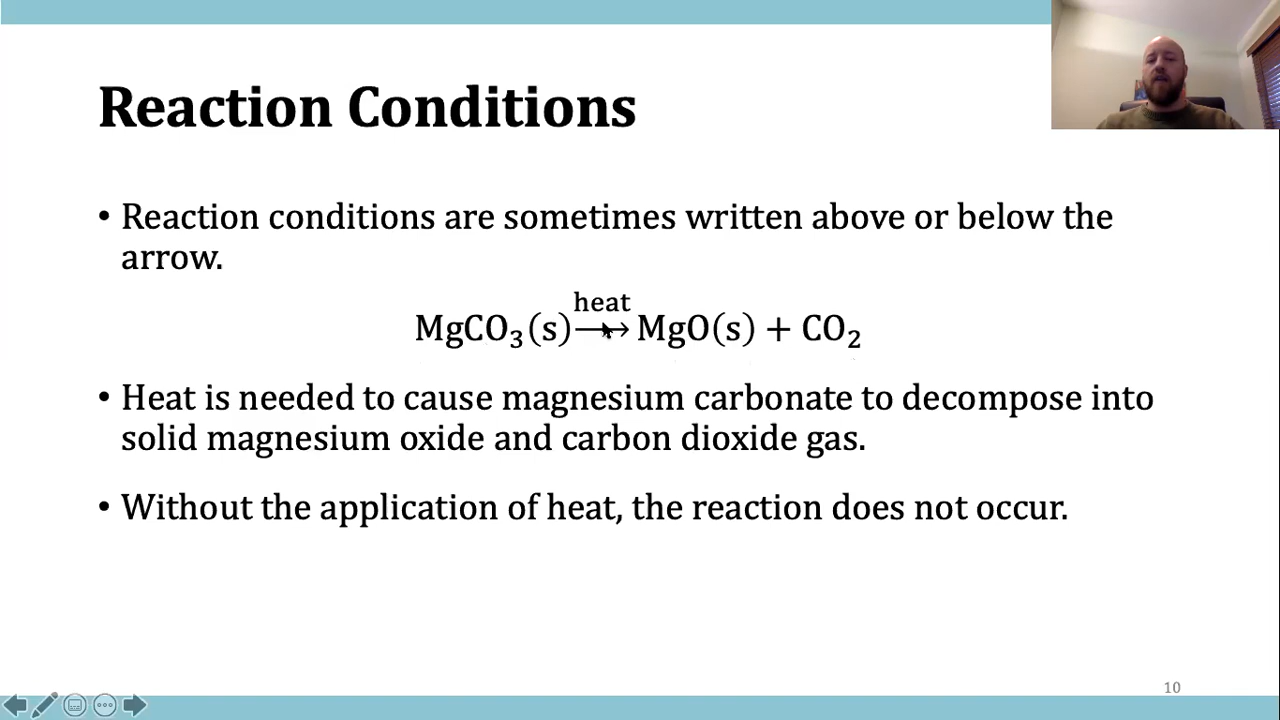 Reaction Conditions
• Reaction conditions are sometimes written above or below the
arrow.
heat
MgCO₃(s) ⟶ MgO(s) + CO₂
• Heat is needed to cause magnesium carbonate to decompose into
solid magnesium oxide and carbon dioxide gas.
• Without the application of heat, the reaction does not occur.
10